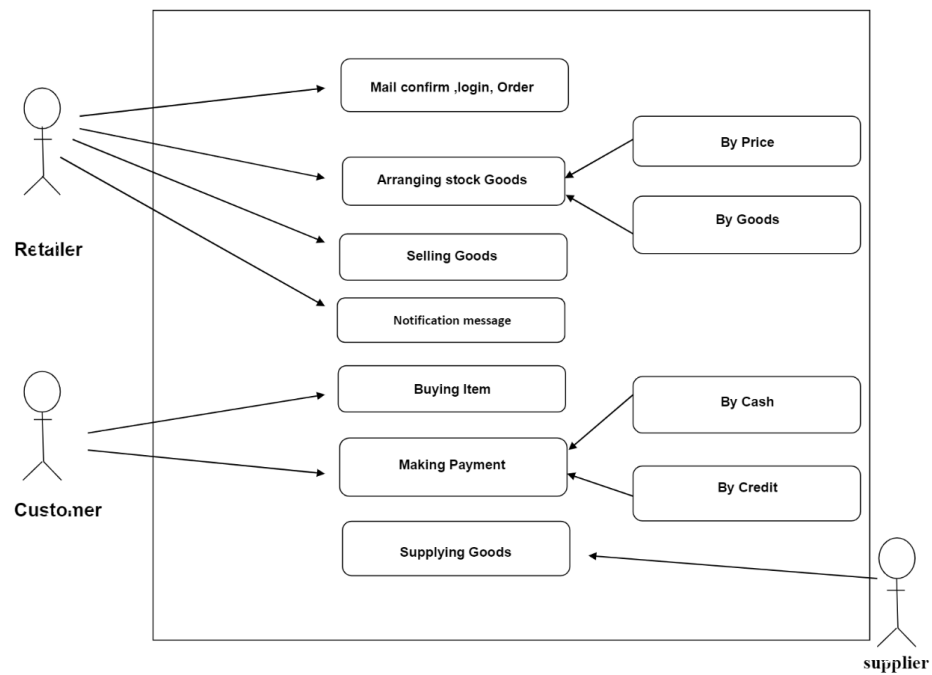 Mail confirm ,login, Order
By Price
Arranging stock Goods
By Goods
Retailer
Selling Goods
Notification message
Buying Item
By Cash
Making Payment
By Credit
Customer
Supplying Goods
supplier